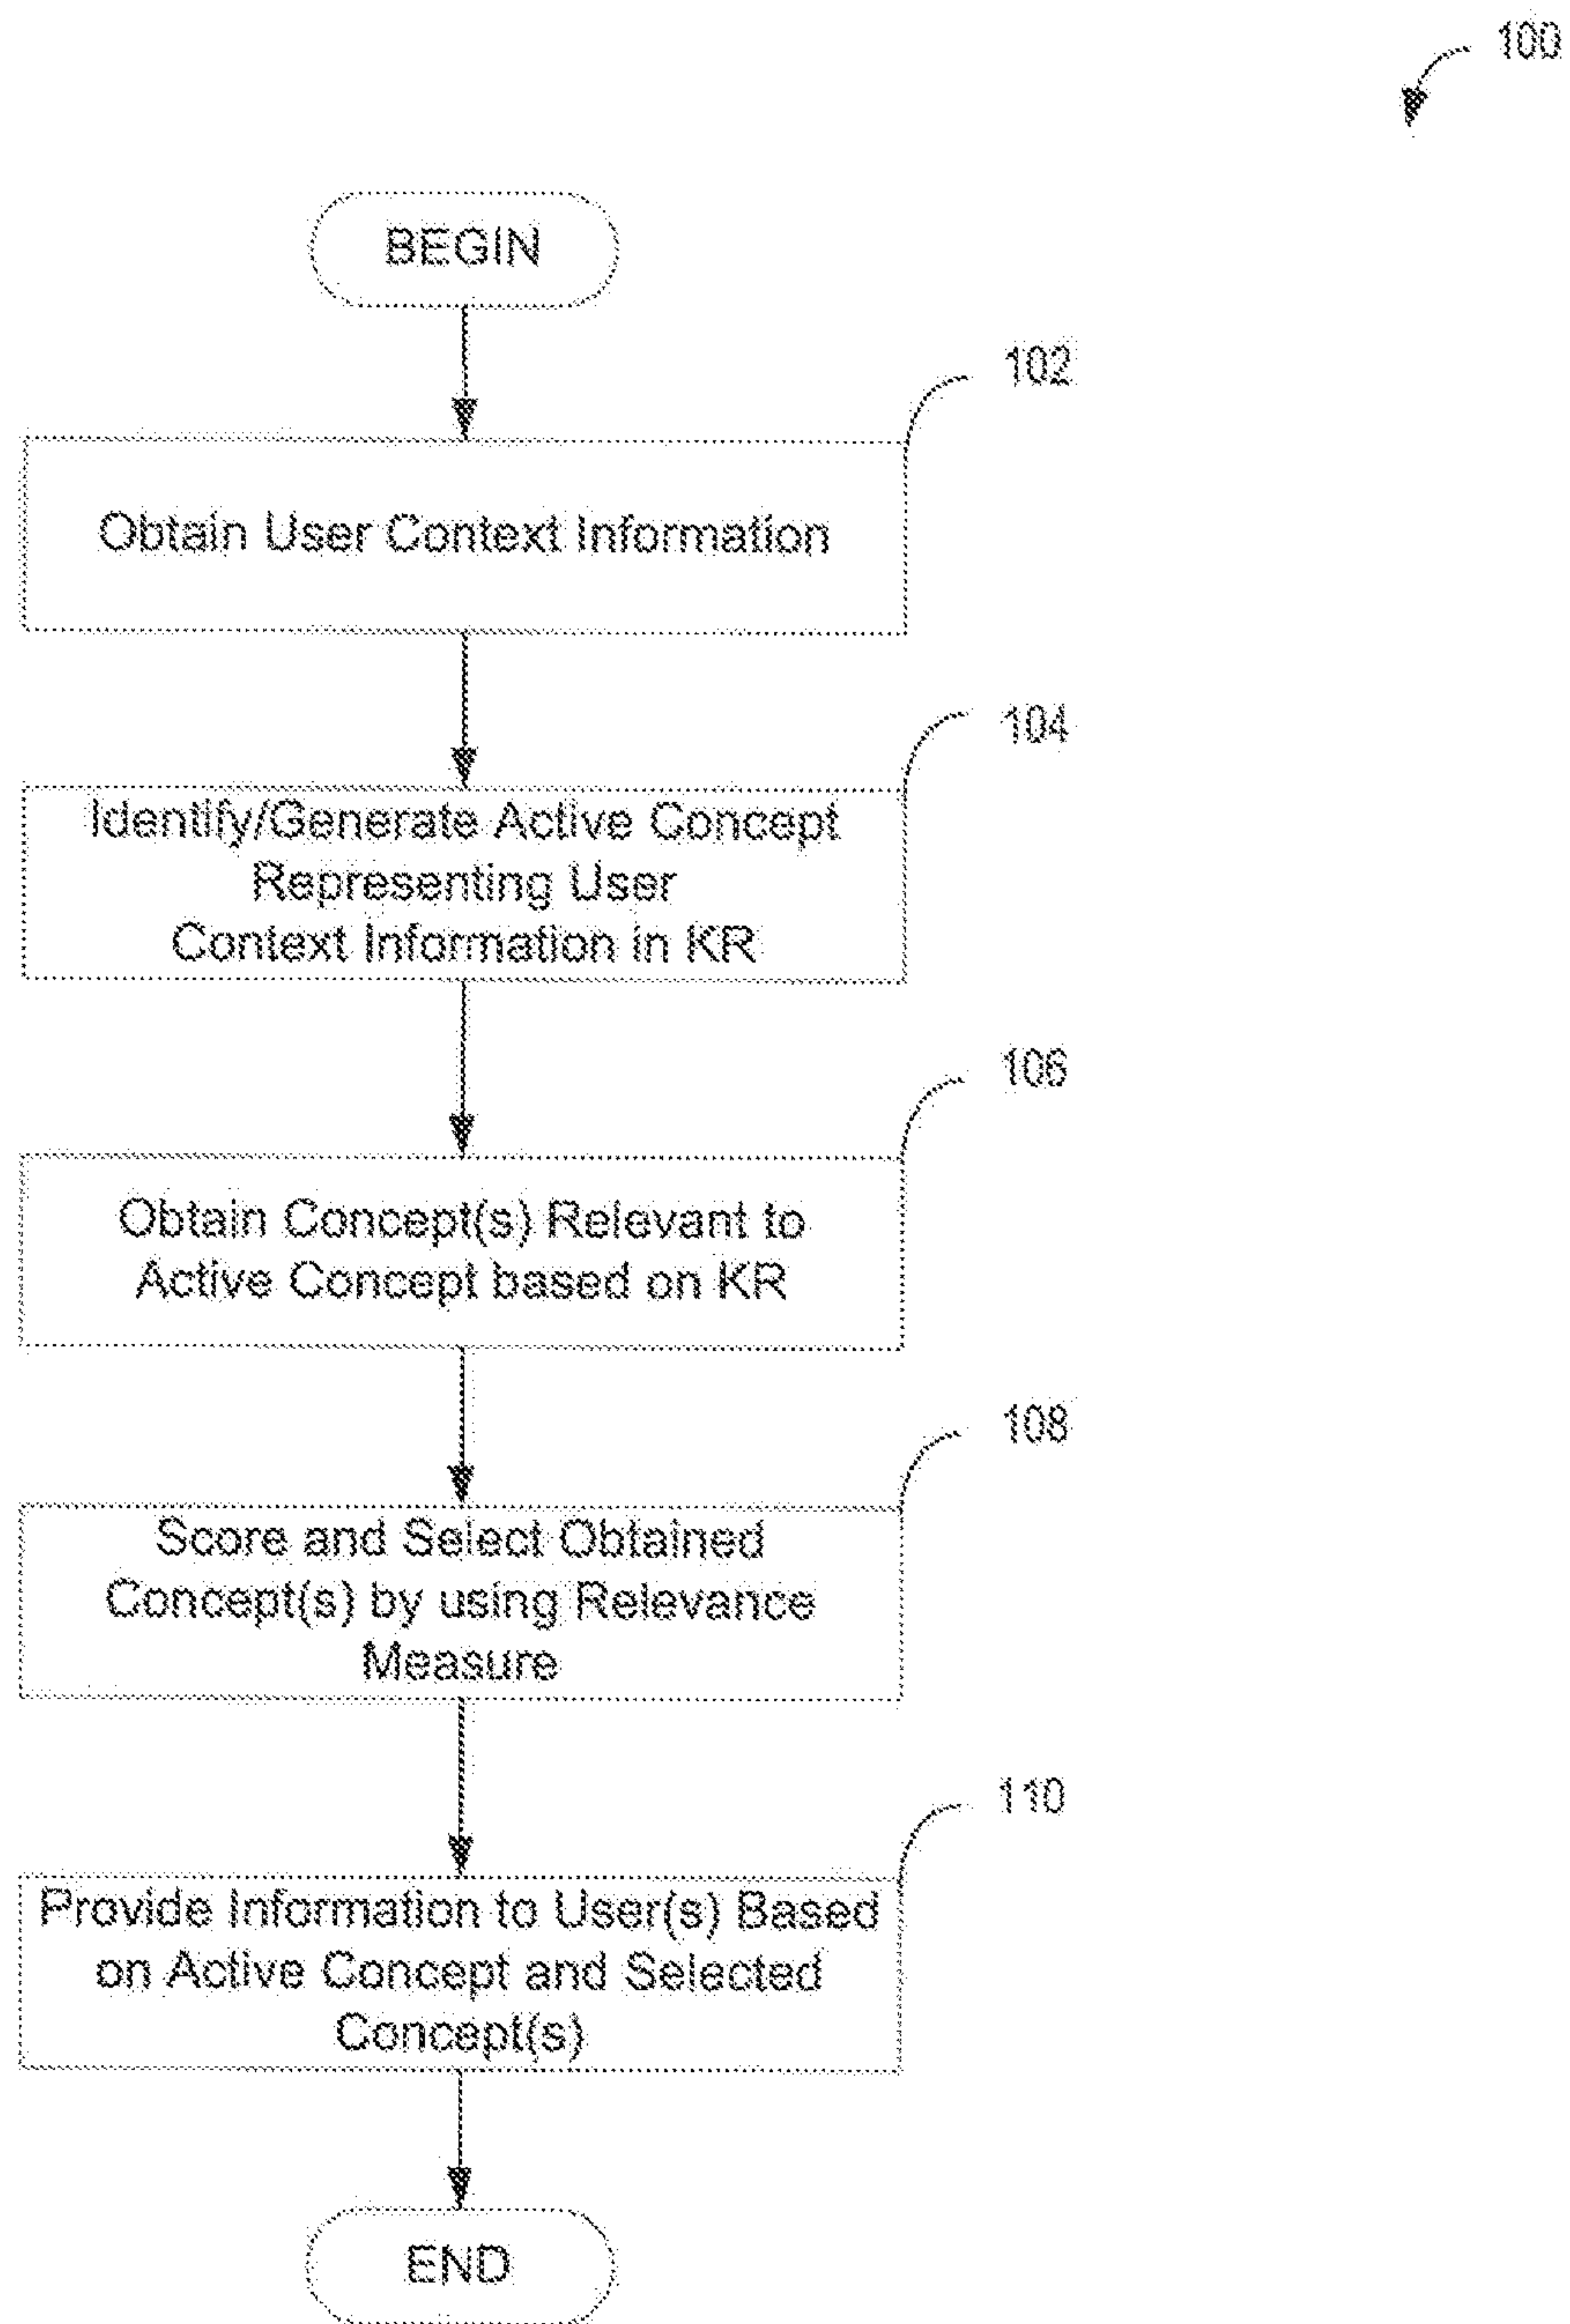 100
BEGIN
102
Obtain User Context Information
104
Identify/Generate Active Concept
Representing User
Context Information in KR
106
Obtain Concept(s) Relevant to
Active Concept based on KR
108
Score and Select Obtained
Concept(s) by using Relevance
Measure
110
Provide Information to User(s) Based
on Active Concept and Selected
Concept(s)
END